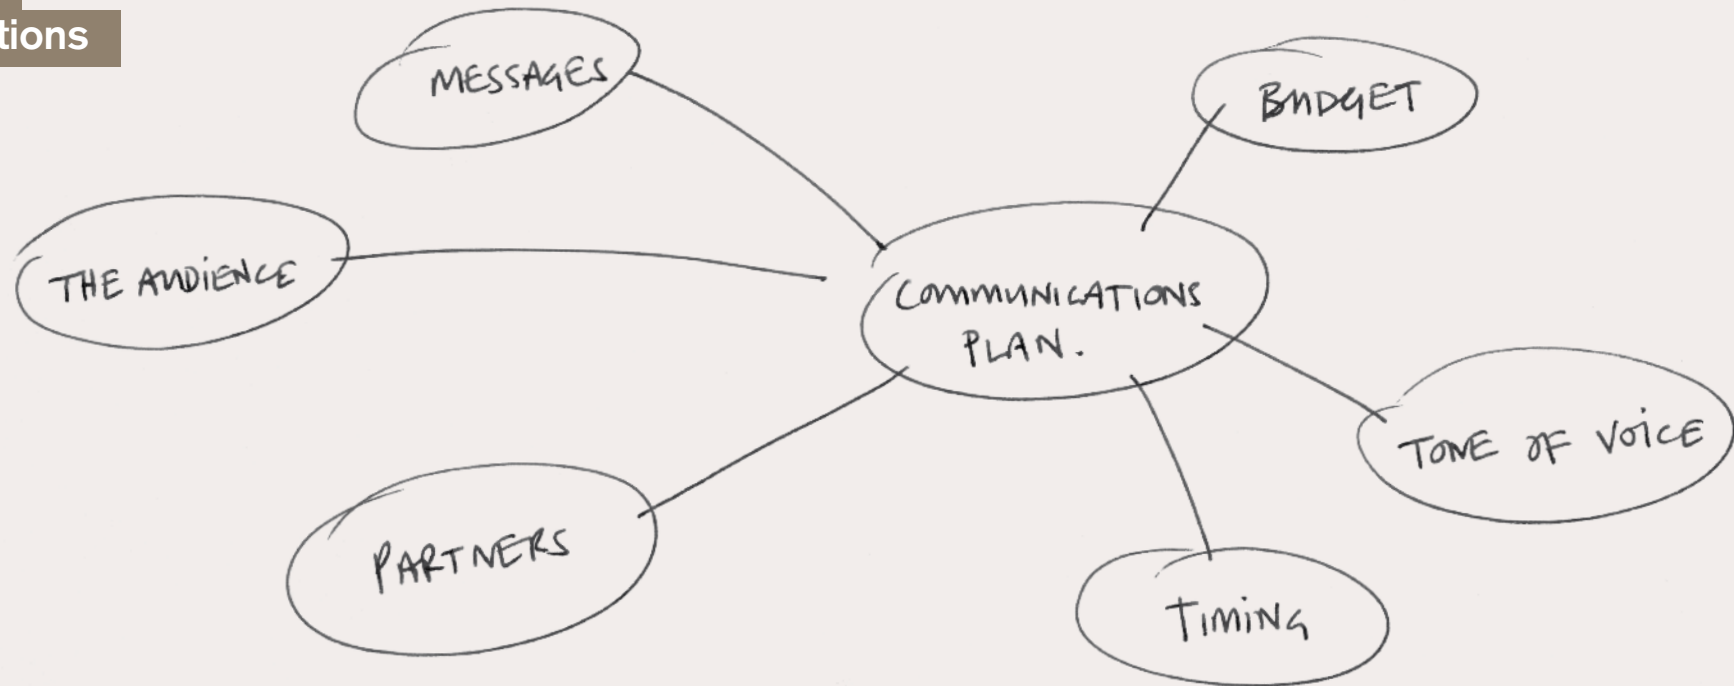 tions
MESSAGES
BUDGET
THE AUDIENCE
COMMUNICATIONS
PLAN.
TONE OF VOICE
PARTNERS
TIMING